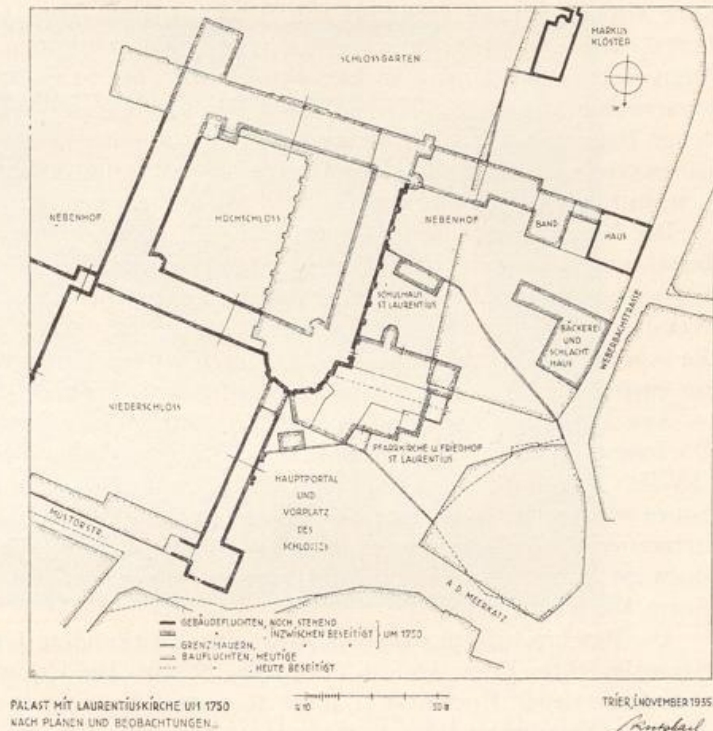 MARKUS
KLOSTER
SCHLOSSGARTEN
NEBENHOF
HOCHSCHLOSS
NEBENHOF
BAND
HAUS
SCHULHAUS
ST LAURENTIUS
BÄCKEREI
UND
SCHLACHT
HAUS
WEBERBACHSTRASSE
NIEDERSCHLOSS
PFARRKIRCHE U. FRIEDHOF
ST LAURENTIUS
HAUPTPORTAL
UND
VORPLATZ
DES
SCHLOSSES
MUSTORSTR.
A. D. MEERKATZ
GEBÄUDEFLUCHTEN, NOCH STEHEND
" , INZWISCHEN BESEITIGT } UM 1750
GRENZMAUERN, " "
BAUFLUCHTEN, HEUTIGE
" , HEUTE BESEITIGT
PALAST MIT LAURENTIUSKIRCHE UM 1750
NACH PLÄNEN UND BEOBACHTUNGEN
0 10 50 M
TRIER, I. NOVEMBER 1935